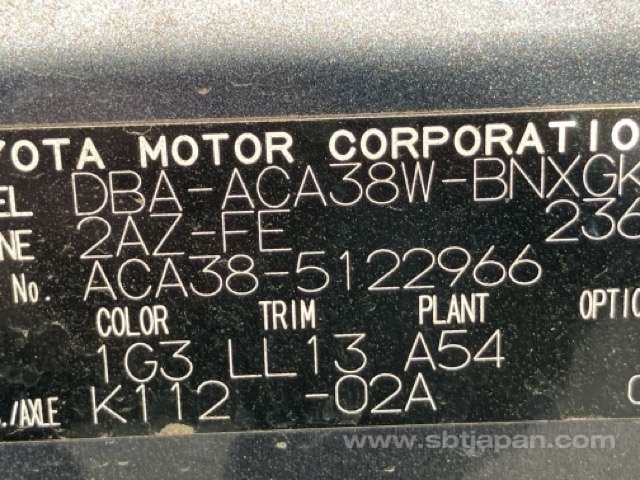 YOTA MOTOR CORPORATIO
EL DBA-ACA38W-BNXGK
NE 2AZ-FE 236
No. ACA38-5122966
COLOR TRIM PLANT OPTIO
1G3 LL13 A54
./AXLE K112 -02A
www.sbtjapan.com